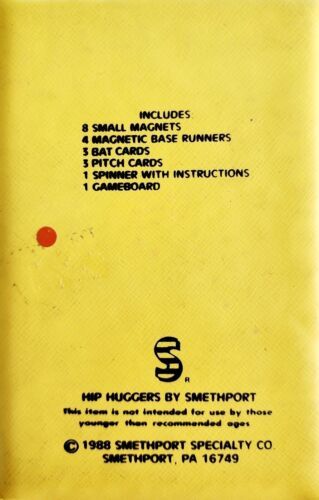 INCLUDES:
8 SMALL MAGNETS
4 MAGNETIC BASE RUNNERS
3 BAT CARDS
3 PITCH CARDS
1 SPINNER WITH INSTRUCTIONS
1 GAMEBOARD
S
R
HIP HUGGERS BY SMETHPORT
This item is not intended for use by those
younger than recommended ages
© 1988 SMETHPORT SPECIALTY CO.
SMETHPORT, PA 16749